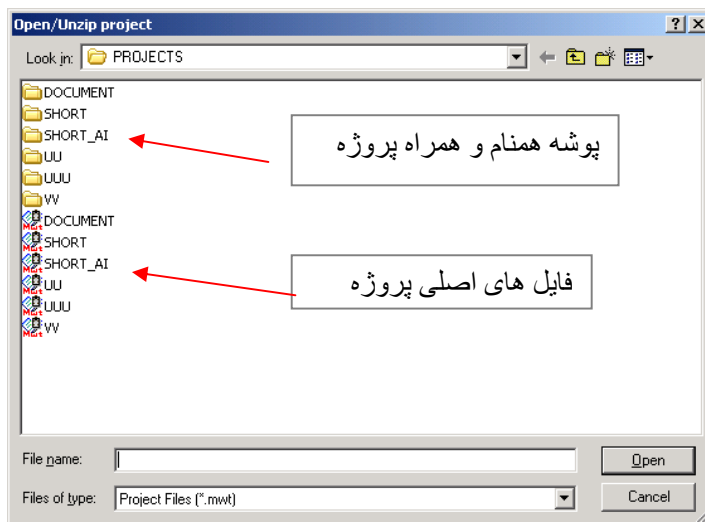 Open/Unzip project
Look in: PROJECTS
DOCUMENT
SHORT
SHORT_AI
UU
UUU
VV
DOCUMENT
SHORT
SHORT_AI
UU
UUU
VV
پوشه همنام و همراه پروژه
فایل های اصلی پروژه
File name:
Open
Files of type: Project Files (*.mwt)
Cancel